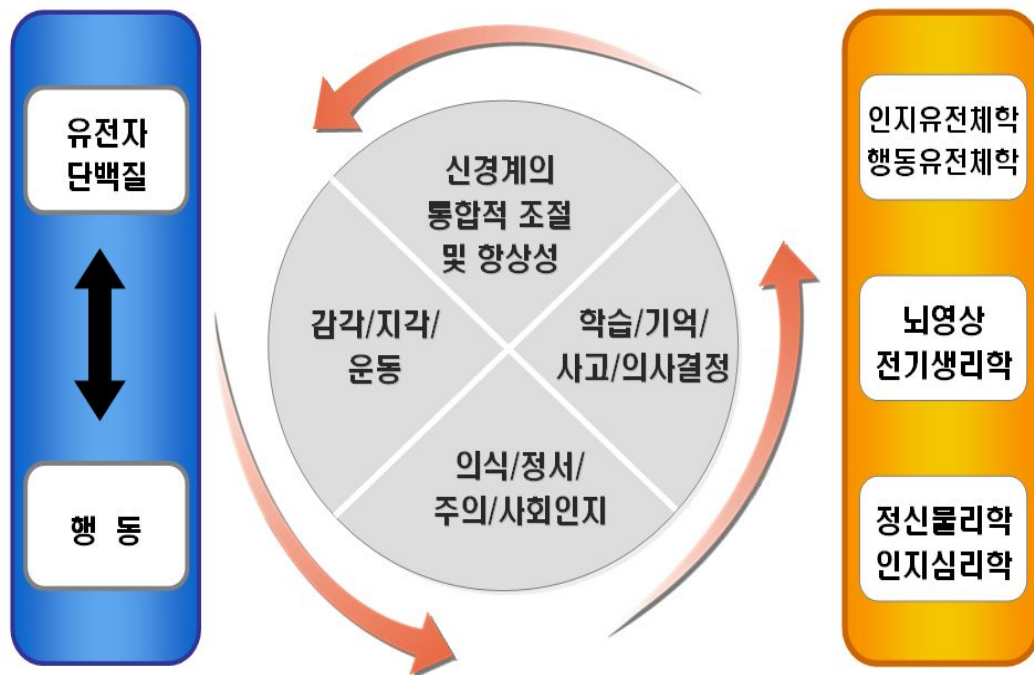 유전자
단백질
행 동
신경계의
통합적 조절
및 항상성
감각/지각/
운동
학습/기억/
사고/의사결정
의식/정서/
주의/사회인지
인지유전체학
행동유전체학
뇌영상
전기생리학
정신물리학
인지심리학